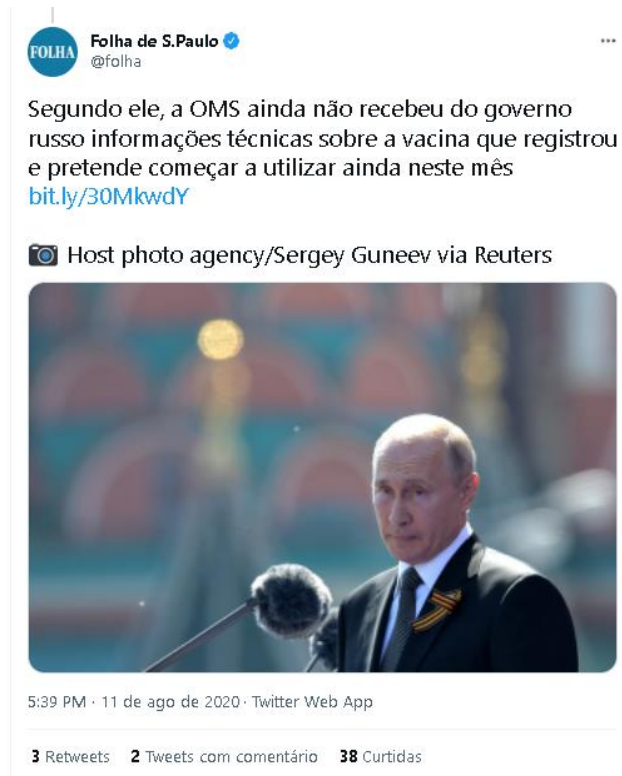 FOLHA
Folha de S.Paulo
@folha
Segundo ele, a OMS ainda não recebeu do governo
russo informações técnicas sobre a vacina que registrou
e pretende começar a utilizar ainda neste mês
bit.ly/30MkwdY
Host photo agency/Sergey Guneev via Reuters
5:39 PM · 11 de ago de 2020 · Twitter Web App
3 Retweets 2 Tweets com comentário 38 Curtidas